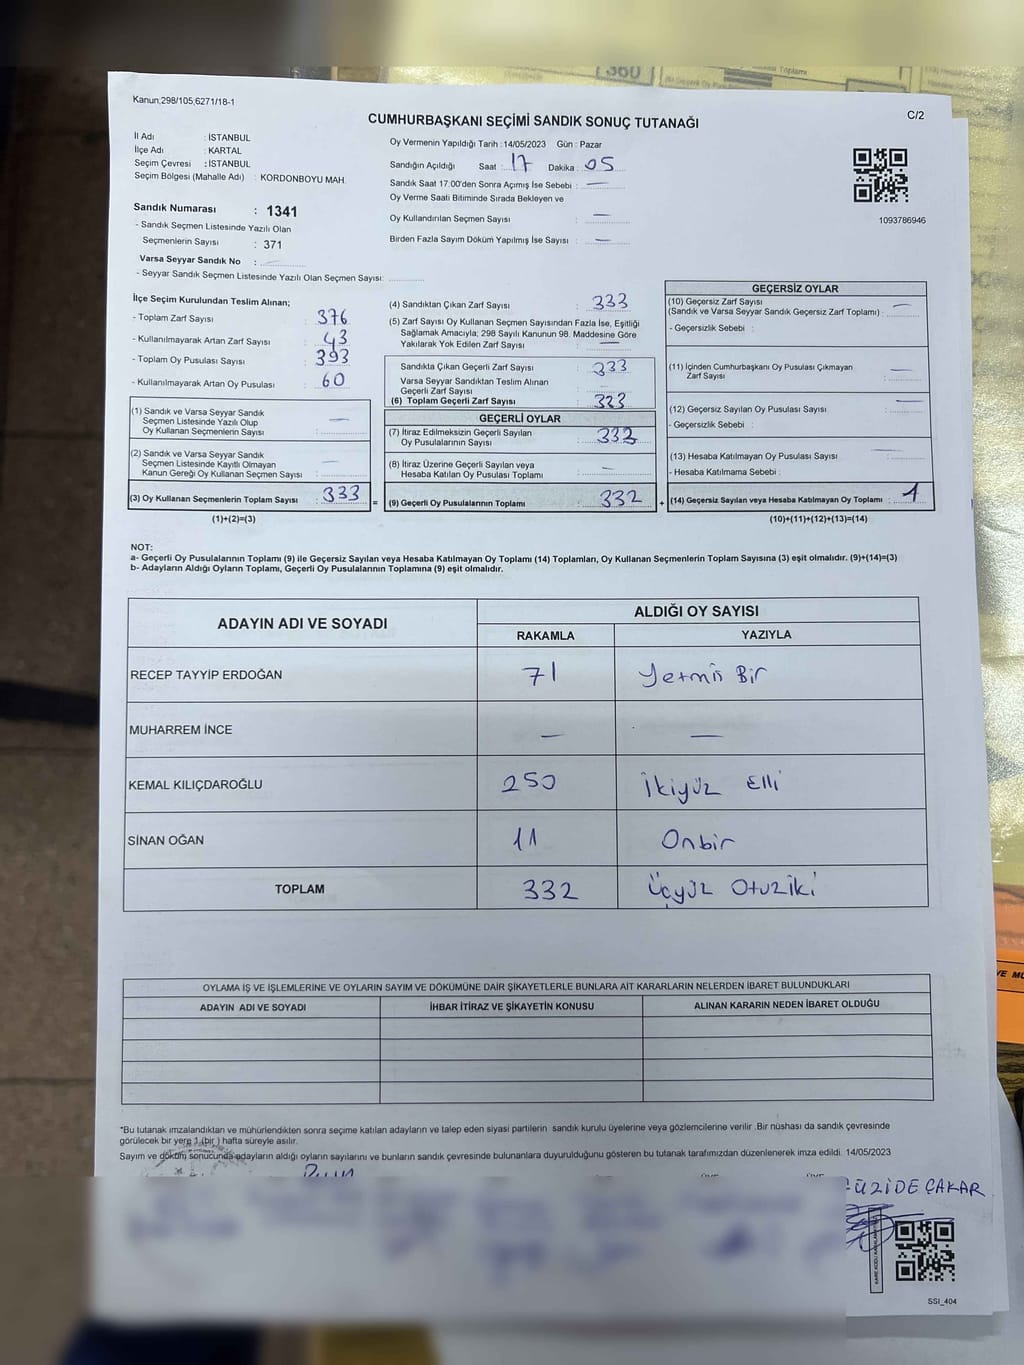 360
Toplamı
Kanun;298/105,6271/18-1
C/2
CUMHURBAŞKANI SEÇİMİ SANDIK SONUÇ TUTANAĞI
İl Adı : İSTANBUL
İlçe Adı : KARTAL
Seçim Çevresi : İSTANBUL
Seçim Bölgesi (Mahalle Adı) : KORDONBOYU MAH.
Sandık Numarası : 1341
- Sandık Seçmen Listesinde Yazılı Olan
Seçmenlerin Sayısı : 371
Varsa Seyyar Sandık No :
- Seyyar Sandık Seçmen Listesinde Yazılı Olan Seçmen Sayısı:
Oy Vermenin Yapıldığı Tarih : 14/05/2023 Gün : Pazar
Sandığın Açıldığı Saat : 17 Dakika : 05
Sandık Saat 17:00'den Sonra Açımış İse Sebebi : —
Oy Verme Saati Bitiminde Sırada Bekleyen ve
Oy Kullandırılan Seçmen Sayısı : —
Birden Fazla Sayım Döküm Yapılmış İse Sayısı : —
1093786946
İlçe Seçim Kurulundan Teslim Alınan;
- Toplam Zarf Sayısı : 376
- Kullanılmayarak Artan Zarf Sayısı : 43
- Toplam Oy Pusulası Sayısı : 393
- Kullanılmayarak Artan Oy Pusulası : 60
(1) Sandık ve Varsa Seyyar Sandık
Seçmen Listesinde Yazılı Olup
Oy Kullanan Seçmenlerin Sayısı : —
(2) Sandık ve Varsa Seyyar Sandık
Seçmen Listesinde Kayıtlı Olmayan
Kanun Gereği Oy Kullanan Seçmen Sayısı : —
(3) Oy Kullanan Seçmenlerin Toplam Sayısı : 333
(1)+(2)=(3)
(4) Sandıktan Çıkan Zarf Sayısı : 333
(5) Zarf Sayısı Oy Kullanan Seçmen Sayısından Fazla İse, Eşitliği
Sağlamak Amacıyla; 298 Sayılı Kanunun 98. Maddesine Göre
Yakılarak Yok Edilen Zarf Sayısı : —
Sandıkta Çıkan Geçerli Zarf Sayısı : 333
Varsa Seyyar Sandıktan Teslim Alınan
Geçerli Zarf Sayısı :
(6) Toplam Geçerli Zarf Sayısı : 333
GEÇERLİ OYLAR
(7) İtiraz Edilmeksizin Geçerli Sayılan
Oy Pusulalarının Sayısı : 332
(8) İtiraz Üzerine Geçerli Sayılan veya
Hesaba Katılan Oy Pusulası Toplamı : —
= (9) Geçerli Oy Pusulalarının Toplamı : 332
GEÇERSİZ OYLAR
(10) Geçersiz Zarf Sayısı
(Sandık ve Varsa Seyyar Sandık Geçersiz Zarf Toplamı) : —
- Geçersizlik Sebebi :
(11) İçinden Cumhurbaşkanı Oy Pusulası Çıkmayan
Zarf Sayısı : —
(12) Geçersiz Sayılan Oy Pusulası Sayısı : —
- Geçersizlik Sebebi :
(13) Hesaba Katılmayan Oy Pusulası Sayısı : —
- Hesaba Katılmama Sebebi :
+ (14) Geçersiz Sayılan veya Hesaba Katılmayan Oy Toplamı : 1
(10)+(11)+(12)+(13)=(14)
NOT:
a- Geçerli Oy Pusulalarının Toplamı (9) ile Geçersiz Sayılan veya Hesaba Katılmayan Oy Toplamı (14) Toplamları, Oy Kullanan Seçmenlerin Toplam Sayısına (3) eşit olmalıdır. (9)+(14)=(3)
b- Adayların Aldığı Oyların Toplamı, Geçerli Oy Pusulalarının Toplamına (9) eşit olmalıdır.
ADAYIN ADI VE SOYADI
ALDIĞI OY SAYISI
RAKAMLA YAZIYLA
RECEP TAYYİP ERDOĞAN 71 Yetmiş Bir
MUHARREM İNCE — —
KEMAL KILIÇDAROĞLU 250 İkiyüz Elli
SİNAN OĞAN 11 Onbir
TOPLAM 332 Üçyüz Otuziki
OYLAMA İŞ VE İŞLEMLERİNE VE OYLARIN SAYIM VE DÖKÜMÜNE DAİR ŞİKAYETLERLE BUNLARA AİT KARARLARIN NELERDEN İBARET BULUNDUKLARI
ADAYIN ADI VE SOYADI İHBAR İTİRAZ VE ŞİKAYETİN KONUSU ALINAN KARARIN NEDEN İBARET OLDUĞU
*Bu tutanak imzalandıktan ve mühürlendikten sonra seçime katılan adayların ve talep eden siyasi partilerin sandık kurulu üyelerine veya gözlemcilerine verilir .Bir nüshası da sandık çevresinde
görülecek bir yere 1 (bir ) hafta süreyle asılır.
Sayım ve döküm sonucunda adayların aldığı oyların sayılarını ve bunların sandık çevresinde bulunanlara duyurulduğunu gösteren bu tutanak tarafımızdan düzenlenerek imza edildi. 14/05/2023
GÜZİDE ÇAKAR
SSI_404
VE MÜ